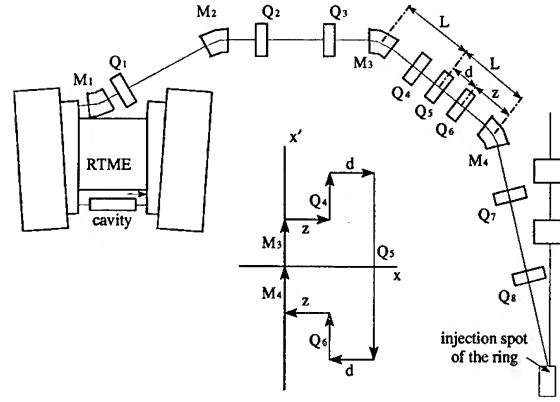 M2
Q2
Q3
L
M3
L
d
z
M1
Q1
Q4
Q5
Q6
M4
RTME
cavity
x'
d
Q4
M3
z
Q5
x
M4
z
Q6
d
Q7
Q8
injection spot
of the ring